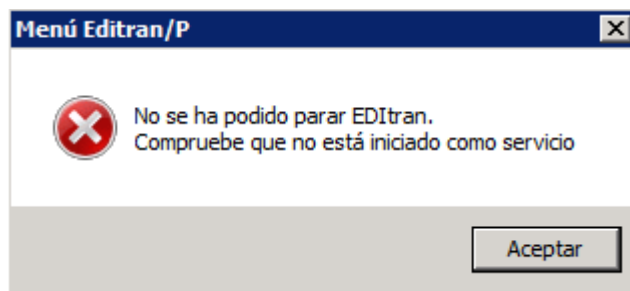 Menú Editran/P
No se ha podido parar EDItran.
Compruebe que no está iniciado como servicio
Aceptar